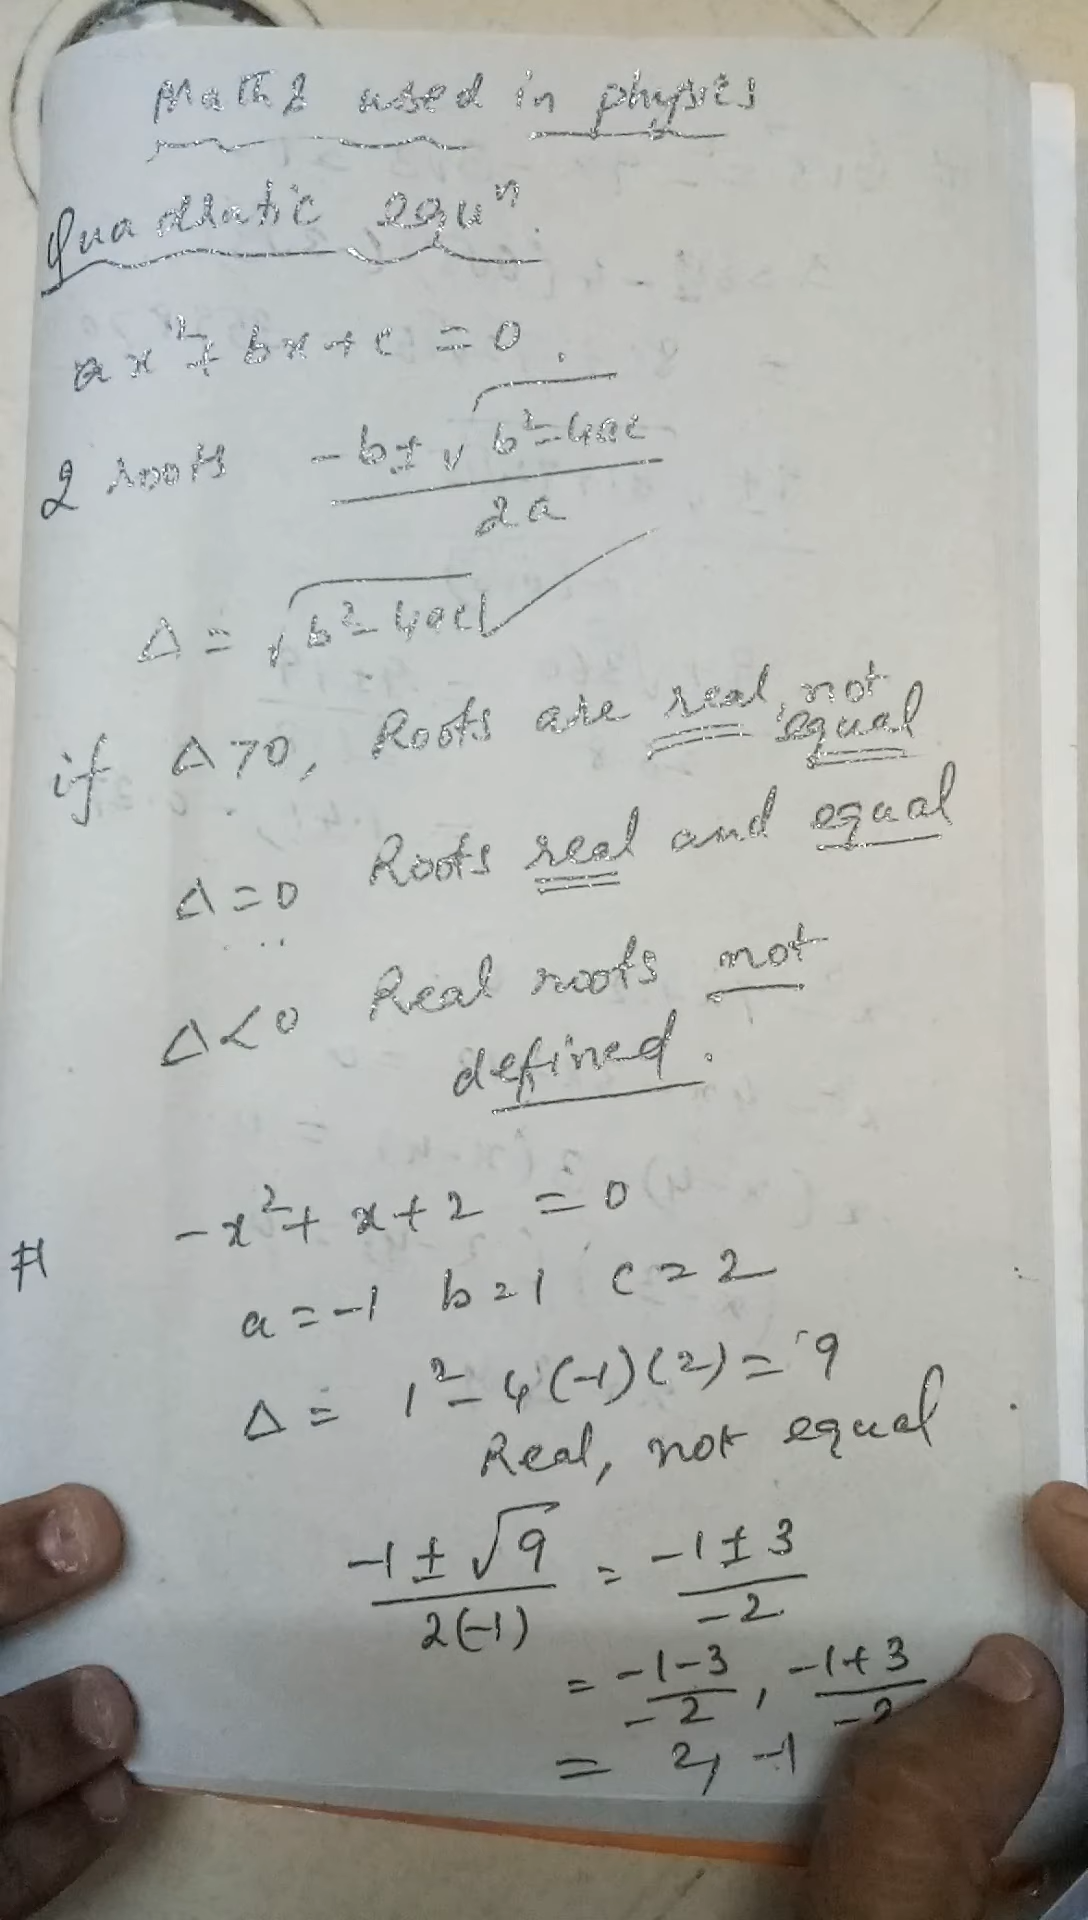 Maths used in physics
Quadratic equⁿ
ax² + bx + c = 0.
2 roots -b ± √b²-4ac / 2a
Δ = √b²-4ac
if Δ>0, Roots are real, not equal
Δ=0 Roots real and equal
Δ<0 Real roots not
defined.
# -x² + x + 2 = 0
a=-1 b=1 c=2
Δ = 1²-4(-1)(2) = 9
Real, not equal
-1 ± √9 / 2(-1) = -1 ± 3 / -2
= -1-3 / -2, -1+3 / -2
= 2, -1